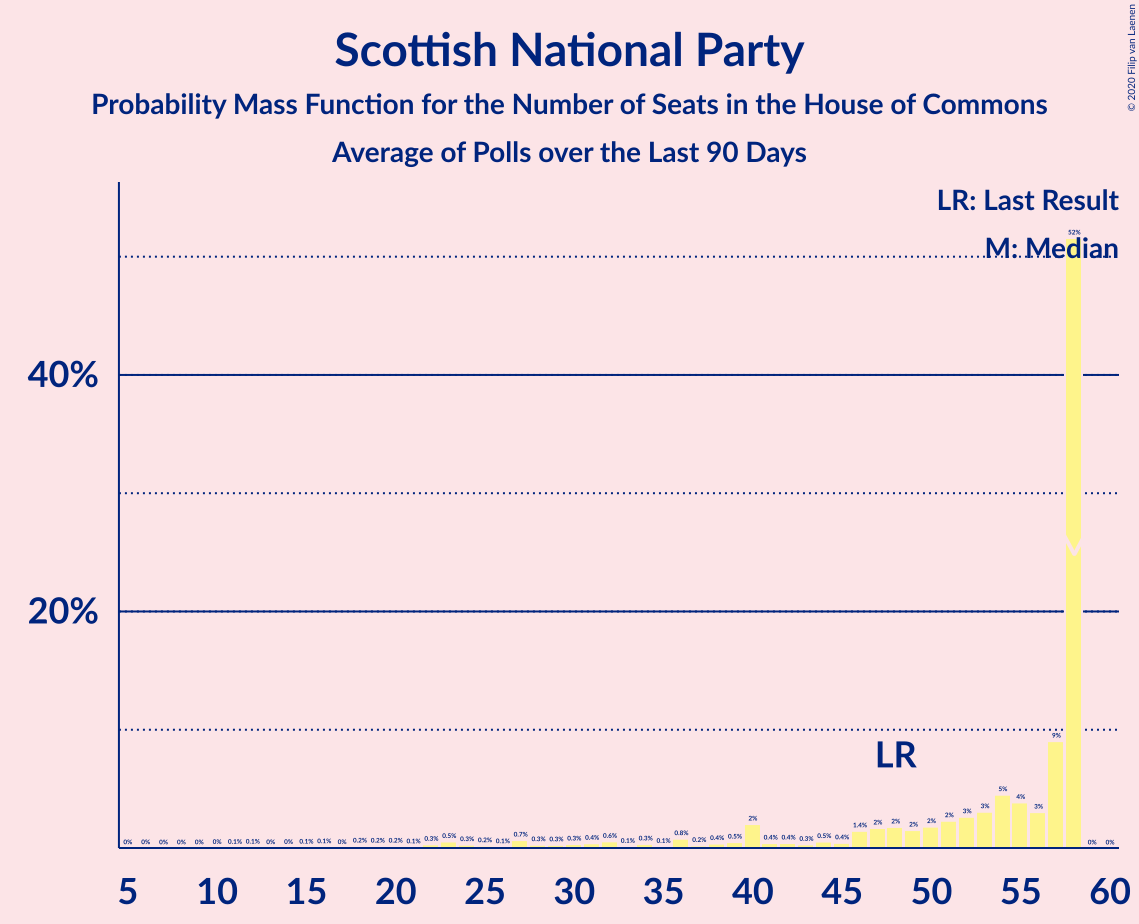 Scottish National Party
Probability Mass Function for the Number of Seats in the House of Commons
Average of Polls over the Last 90 Days
© 2020 Filip van Laenen
LR: Last Result
M: Median
40%
20%
LR
0% 0% 0% 0% 0% 0% 0.1% 0.1% 0% 0% 0.1% 0.1% 0% 0.2% 0.2% 0.2% 0.1% 0.3% 0.5% 0.3% 0.2% 0.1% 0.7% 0.3% 0.3% 0.3% 0.4% 0.6% 0.1% 0.3% 0.1% 0.8% 0.2% 0.4% 0.5% 2% 0.4% 0.4% 0.3% 0.5% 0.4% 1.4% 2% 2% 2% 2% 2% 3% 3% 5% 4% 3% 9% 52% 0% 0%
5 10 15 20 25 30 35 40 45 50 55 60